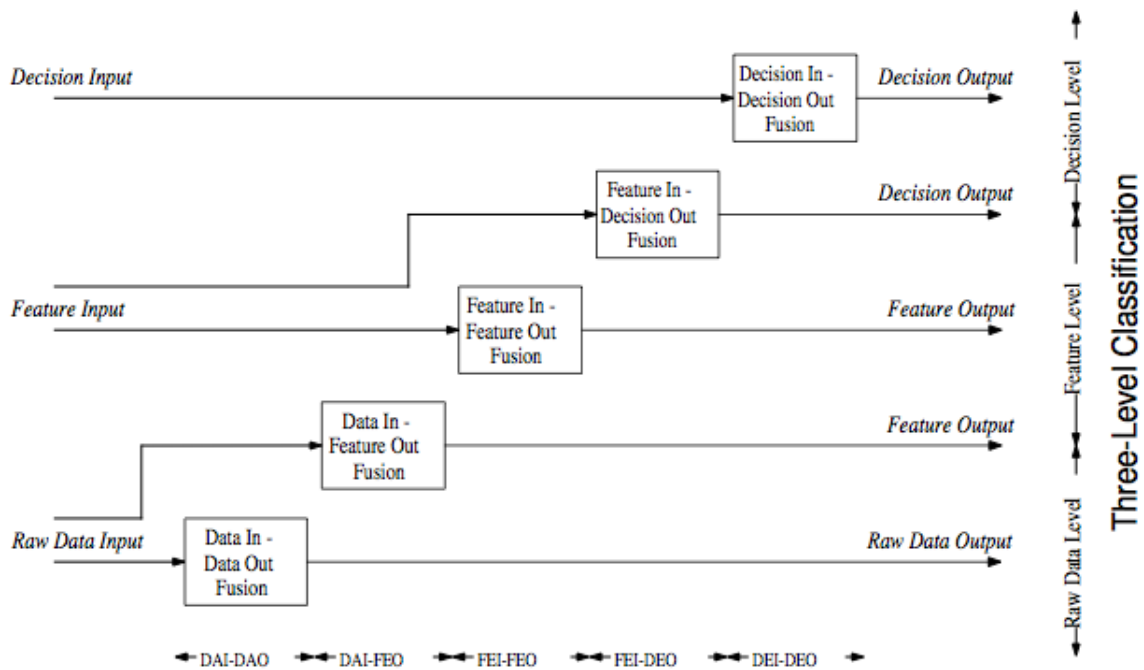 Decision Input
Decision In -
Decision Out
Fusion
Decision Output
Feature In -
Decision Out
Fusion
Decision Output
Feature Input
Feature In -
Feature Out
Fusion
Feature Output
Data In -
Feature Out
Fusion
Feature Output
Raw Data Input
Data In -
Data Out
Fusion
Raw Data Output
DAI-DAO
DAI-FEO
FEI-FEO
FEI-DEO
DEI-DEO
Decision Level
Feature Level
Raw Data Level
Three-Level Classification